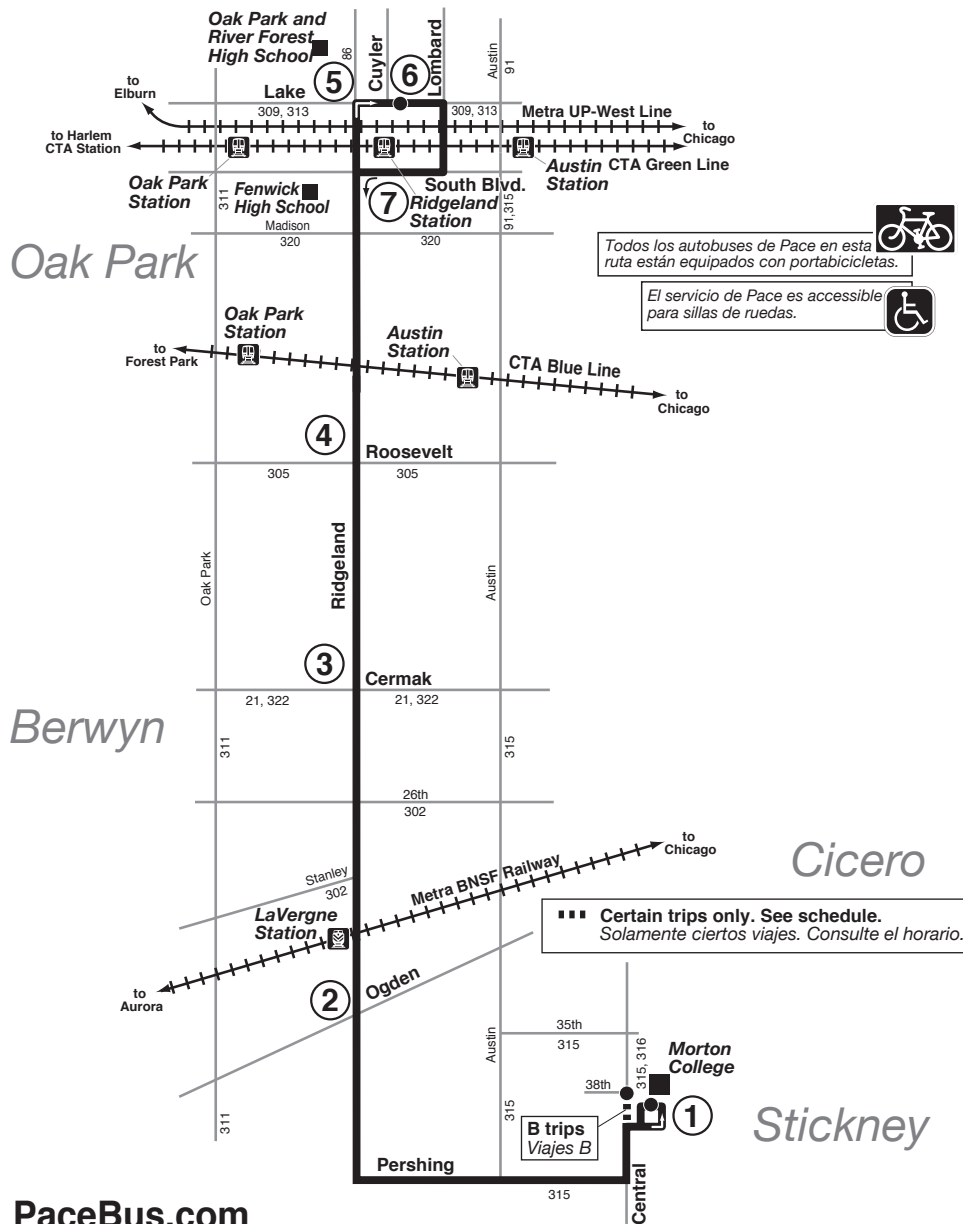 Oak Park and
River Forest
High School
86
Cuyler
Lombard
Austin
91
5
6
to
Elburn
Lake
309, 313
309, 313
Metra UP-West Line
to
Chicago
to Harlem
CTA Station
Oak Park
Station
311
Fenwick
High School
7
South Blvd.
Ridgeland
Station
91,315
Austin
Station
CTA Green Line
Madison
320
320
Oak Park
Todos los autobuses de Pace en esta
ruta están equipados con portabicicletas.
El servicio de Pace es accessible
para sillas de ruedas.
Oak Park
Station
Austin
Station
to
Forest Park
CTA Blue Line
to
Chicago
4
Roosevelt
305
305
Oak Park
Ridgeland
Austin
3
Cermak
21, 322
21, 322
Berwyn
311
315
26th
302
to
Chicago
Cicero
Stanley
302
Metra BNSF Railway
LaVergne
Station
Certain trips only. See schedule.
Solamente ciertos viajes. Consulte el horario.
to
Aurora
2
Ogden
35th
315
Austin
315, 316
Morton
College
38th
1
311
315
B trips
Viajes B
Stickney
Pershing
315
Central
PaceBus.com